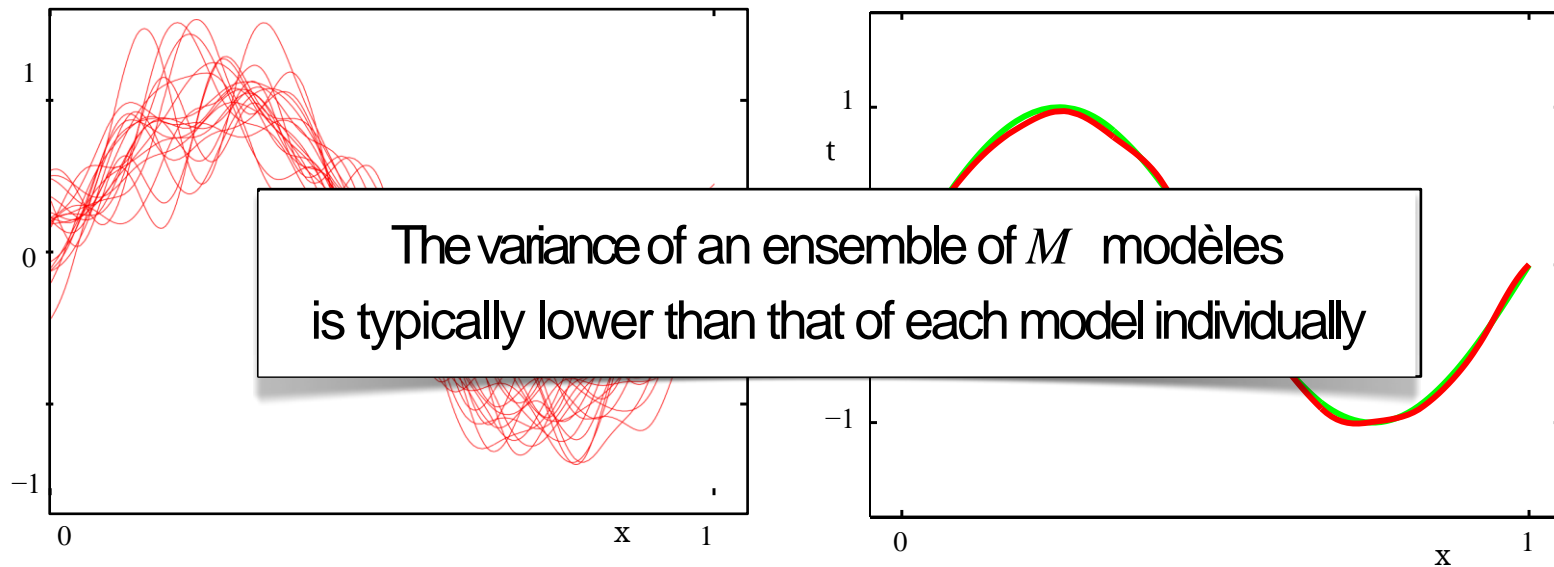 1
0
−1
0
x
1
1
t
−1
0
x
1
The variance of an ensemble of M modèles
is typically lower than that of each model individually